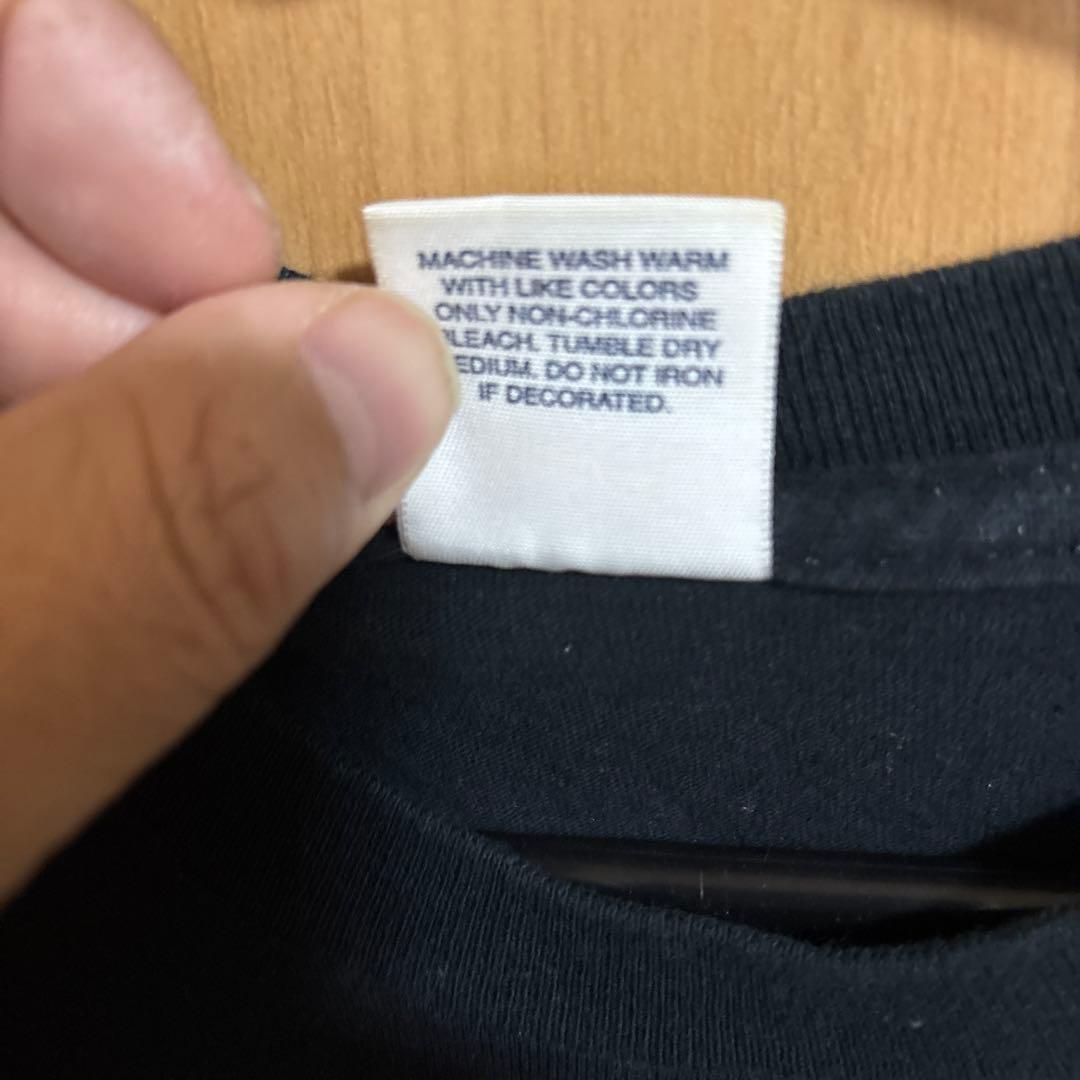 MACHINE WASH WARM
WITH LIKE COLORS
ONLY NON-CHLORINE
BLEACH. TUMBLE DRY
MEDIUM. DO NOT IRON
IF DECORATED.